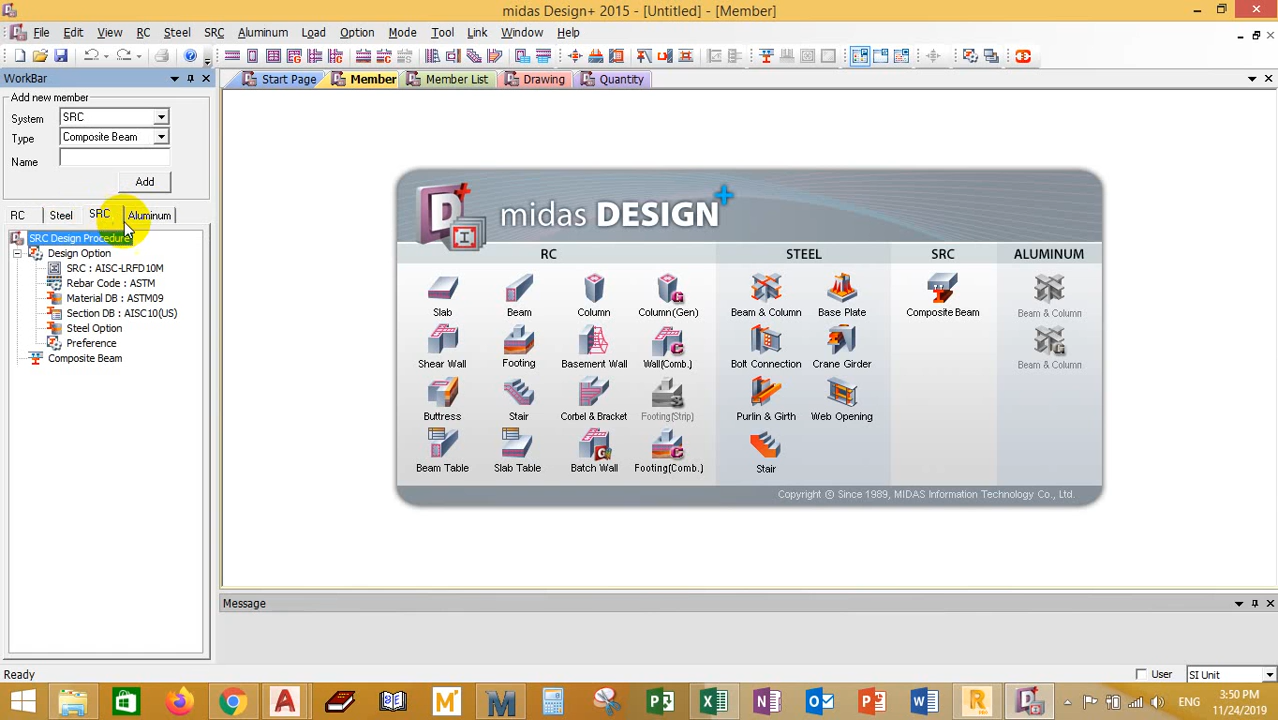 midas Design+ 2015 - [Untitled] - [Member]
File Edit View RC Steel SRC Aluminum Load Option Mode Tool Link Window Help
WorkBar
Start Page Member Member List Drawing Quantity
Add new member
System SRC
Type Composite Beam
Name
Add
RC Steel SRC Aluminum
SRC Design Procedure
Design Option
SRC : AISC-LRFD10M
Rebar Code : ASTM
Material DB : ASTM09
Section DB : AISC10(US)
Steel Option
Preference
Composite Beam
midas DESIGN+
RC STEEL SRC ALUMINUM
Slab Beam Column Column(Gen) Beam & Column Base Plate Composite Beam Beam & Column
Shear Wall Footing Basement Wall Wall(Comb.) Bolt Connection Crane Girder Beam & Column
Buttress Stair Corbel & Bracket Footing(Strip) Purlin & Girth Web Opening
Beam Table Slab Table Batch Wall Footing(Comb.) Stair
Copyright © Since 1989, MIDAS Information Technology Co., Ltd.
Message
Ready User SI Unit
ENG 3:50 PM
11/24/2019